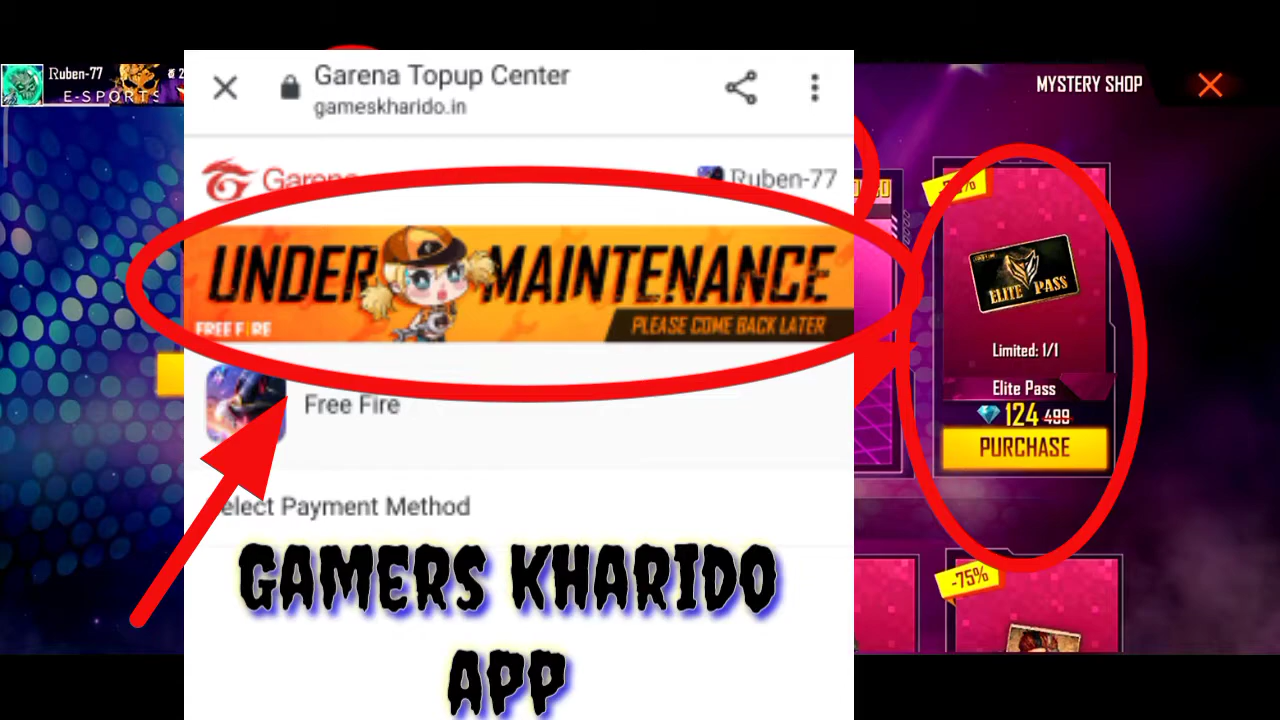 Ruben-77
E-SPORTS
Garena Topup Center
gameskharido.in
Ruben-77
UNDER MAINTENANCE
FREE FIRE
PLEASE COME BACK LATER
Free Fire
elect Payment Method
GAMERS KHARIDO
APP
MYSTERY SHOP
ELITE PASS
Limited: 1/1
Elite Pass
124 499
PURCHASE
-75%